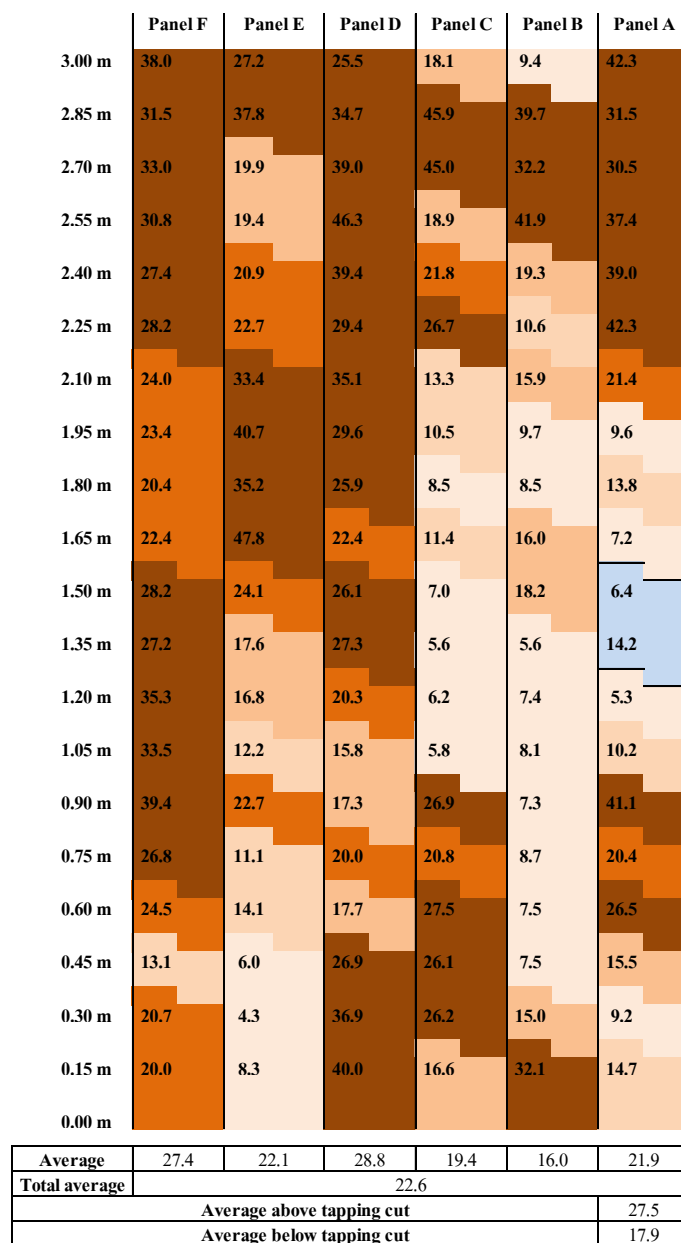 Panel F Panel E Panel D Panel C Panel B Panel A
3.00 m 38.0 27.2 25.5 18.1 9.4 42.3
2.85 m 31.5 37.8 34.7 45.9 39.7 31.5
2.70 m 33.0 19.9 39.0 45.0 32.2 30.5
2.55 m 30.8 19.4 46.3 18.9 41.9 37.4
2.40 m 27.4 20.9 39.4 21.8 19.3 39.0
2.25 m 28.2 22.7 29.4 26.7 10.6 42.3
2.10 m 24.0 33.4 35.1 13.3 15.9 21.4
1.95 m 23.4 40.7 29.6 10.5 9.7 9.6
1.80 m 20.4 35.2 25.9 8.5 8.5 13.8
1.65 m 22.4 47.8 22.4 11.4 16.0 7.2
1.50 m 28.2 24.1 26.1 7.0 18.2 6.4
1.35 m 27.2 17.6 27.3 5.6 5.6 14.2
1.20 m 35.3 16.8 20.3 6.2 7.4 5.3
1.05 m 33.5 12.2 15.8 5.8 8.1 10.2
0.90 m 39.4 22.7 17.3 26.9 7.3 41.1
0.75 m 26.8 11.1 20.0 20.8 8.7 20.4
0.60 m 24.5 14.1 17.7 27.5 7.5 26.5
0.45 m 13.1 6.0 26.9 26.1 7.5 15.5
0.30 m 20.7 4.3 36.9 26.2 15.0 9.2
0.15 m 20.0 8.3 40.0 16.6 32.1 14.7
0.00 m
Average 27.4 22.1 28.8 19.4 16.0 21.9
Total average 22.6
Average above tapping cut 27.5
Average below tapping cut 17.9